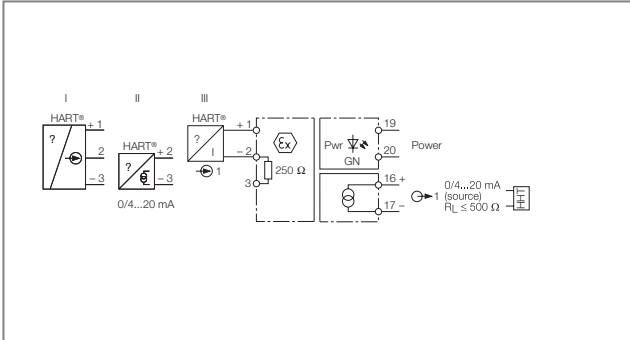 I II III
HART® HART® HART®
? + 1
2
– 3
? + 2
– 3
0/4...20 mA
? I
+ 1
– 2
3
1
εx
250 Ω
Pwr
GN
19
20
Power
16 +
17 –
1
0/4...20 mA
(source)
RL ≤ 500 Ω